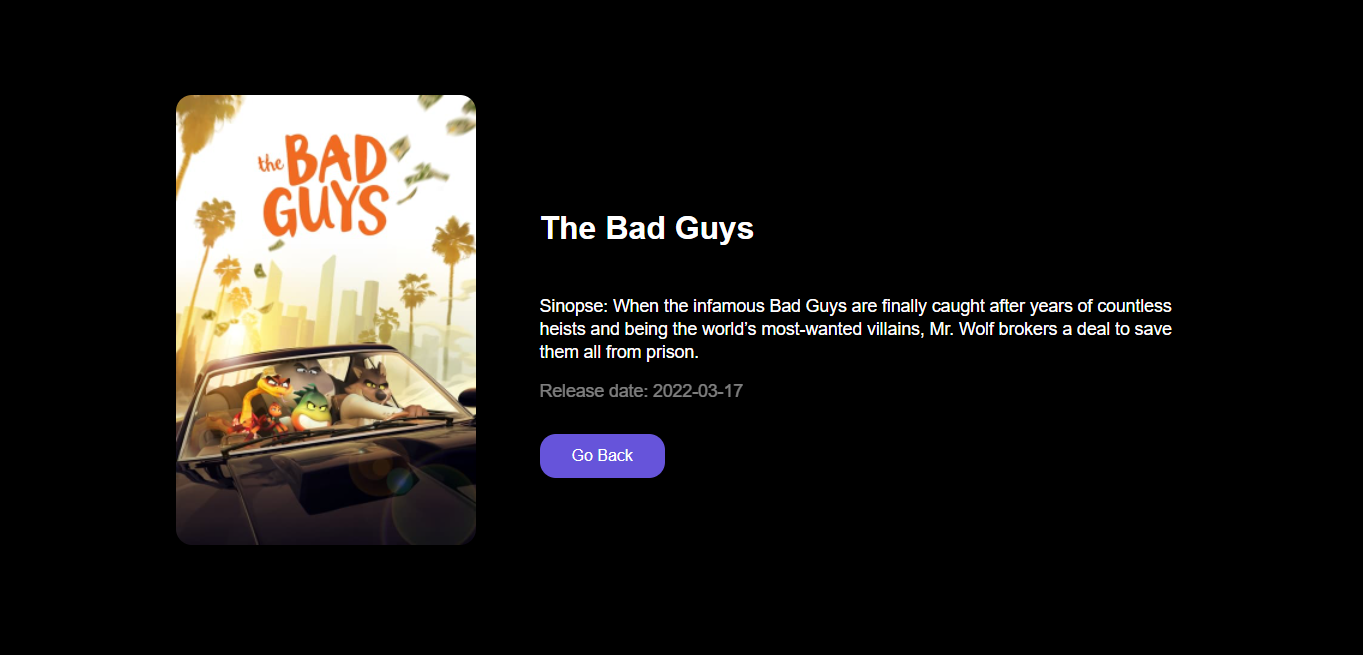 the BAD
GUYS
The Bad Guys
Sinopse: When the infamous Bad Guys are finally caught after years of countless
heists and being the world’s most-wanted villains, Mr. Wolf brokers a deal to save
them all from prison.
Release date: 2022-03-17
Go Back